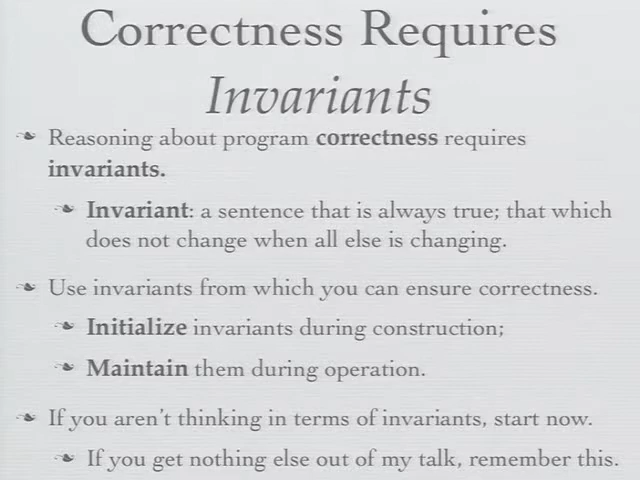 Correctness Requires
Invariants
Reasoning about program correctness requires
invariants.
Invariant: a sentence that is always true; that which
does not change when all else is changing.
Use invariants from which you can ensure correctness.
Initialize invariants during construction;
Maintain them during operation.
If you aren't thinking in terms of invariants, start now.
If you get nothing else out of my talk, remember this.